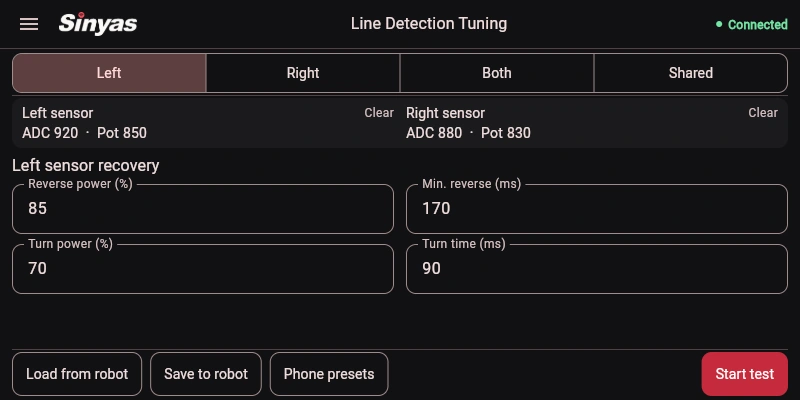 Sinyas
Line Detection Tuning
Connected
Left
Right
Both
Shared
Left sensor
Clear
ADC 920 · Pot 850
Right sensor
Clear
ADC 880 · Pot 830
Left sensor recovery
Reverse power (%)
85
Min. reverse (ms)
170
Turn power (%)
70
Turn time (ms)
90
Load from robot
Save to robot
Phone presets
Start test